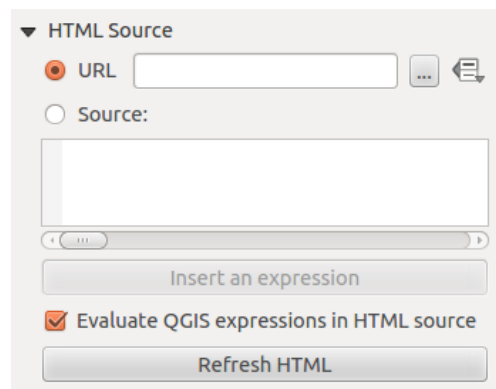 HTML Source
URL ...
Source:
Insert an expression
Evaluate QGIS expressions in HTML source
Refresh HTML